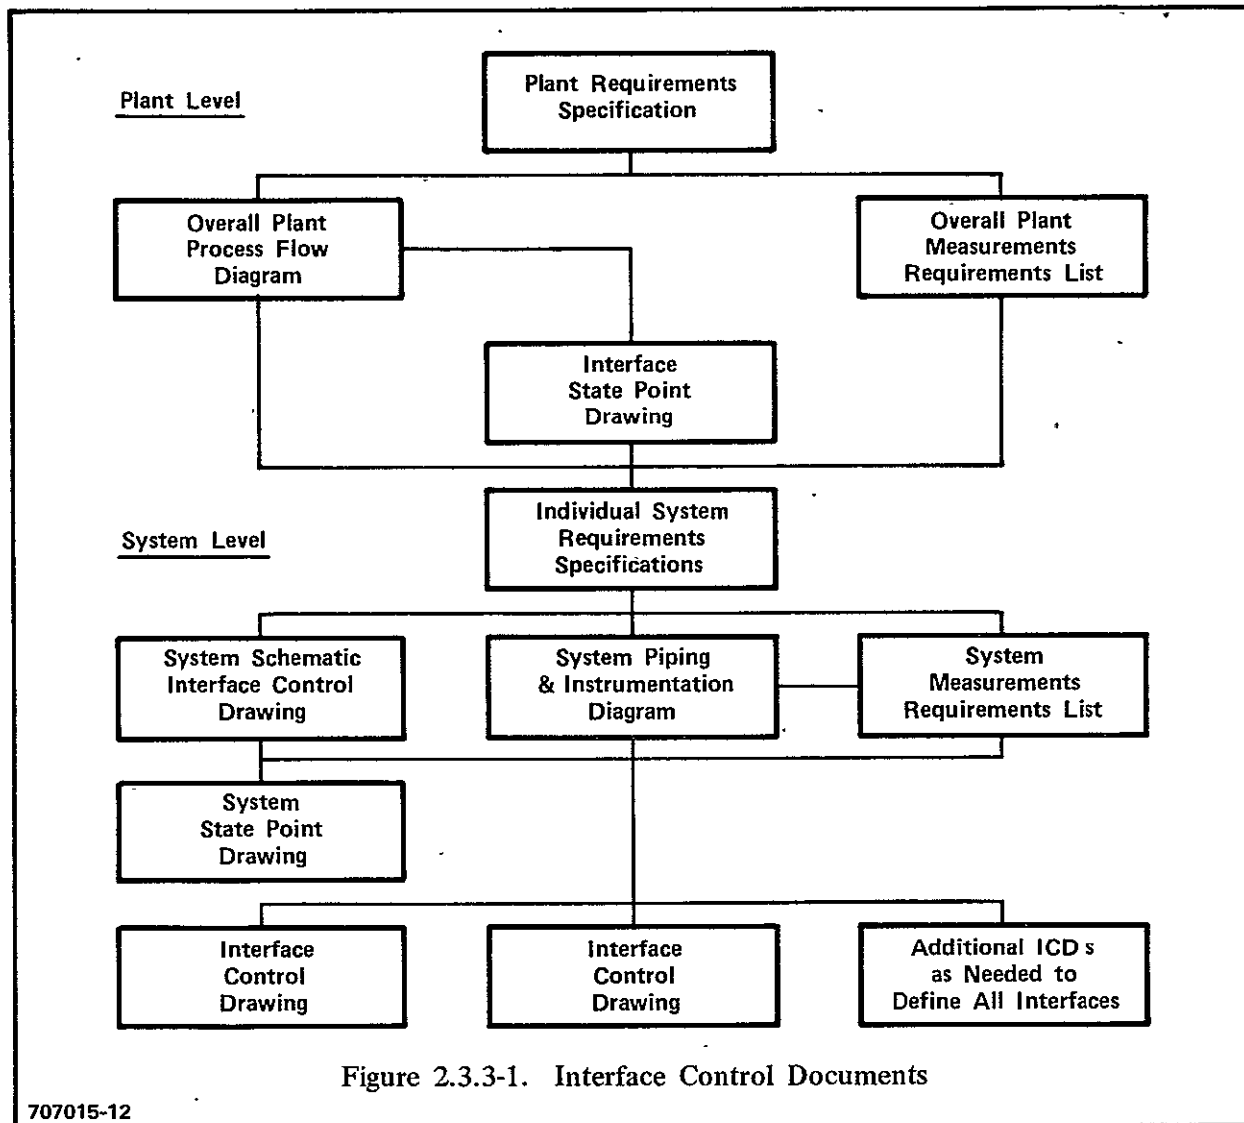 Plant Requirements
Specification
Plant Level
Overall Plant
Process Flow
Diagram
Overall Plant
Measurements
Requirements List
Interface
State Point
Drawing
Individual System
Requirements
Specifications
System Level
System Schematic
Interface Control
Drawing
System Piping
& Instrumentation
Diagram
System
Measurements
Requirements List
System
State Point
Drawing
Interface
Control
Drawing
Interface
Control
Drawing
Additional ICD s
as Needed to
Define All Interfaces
Figure 2.3.3-1. Interface Control Documents
707015-12